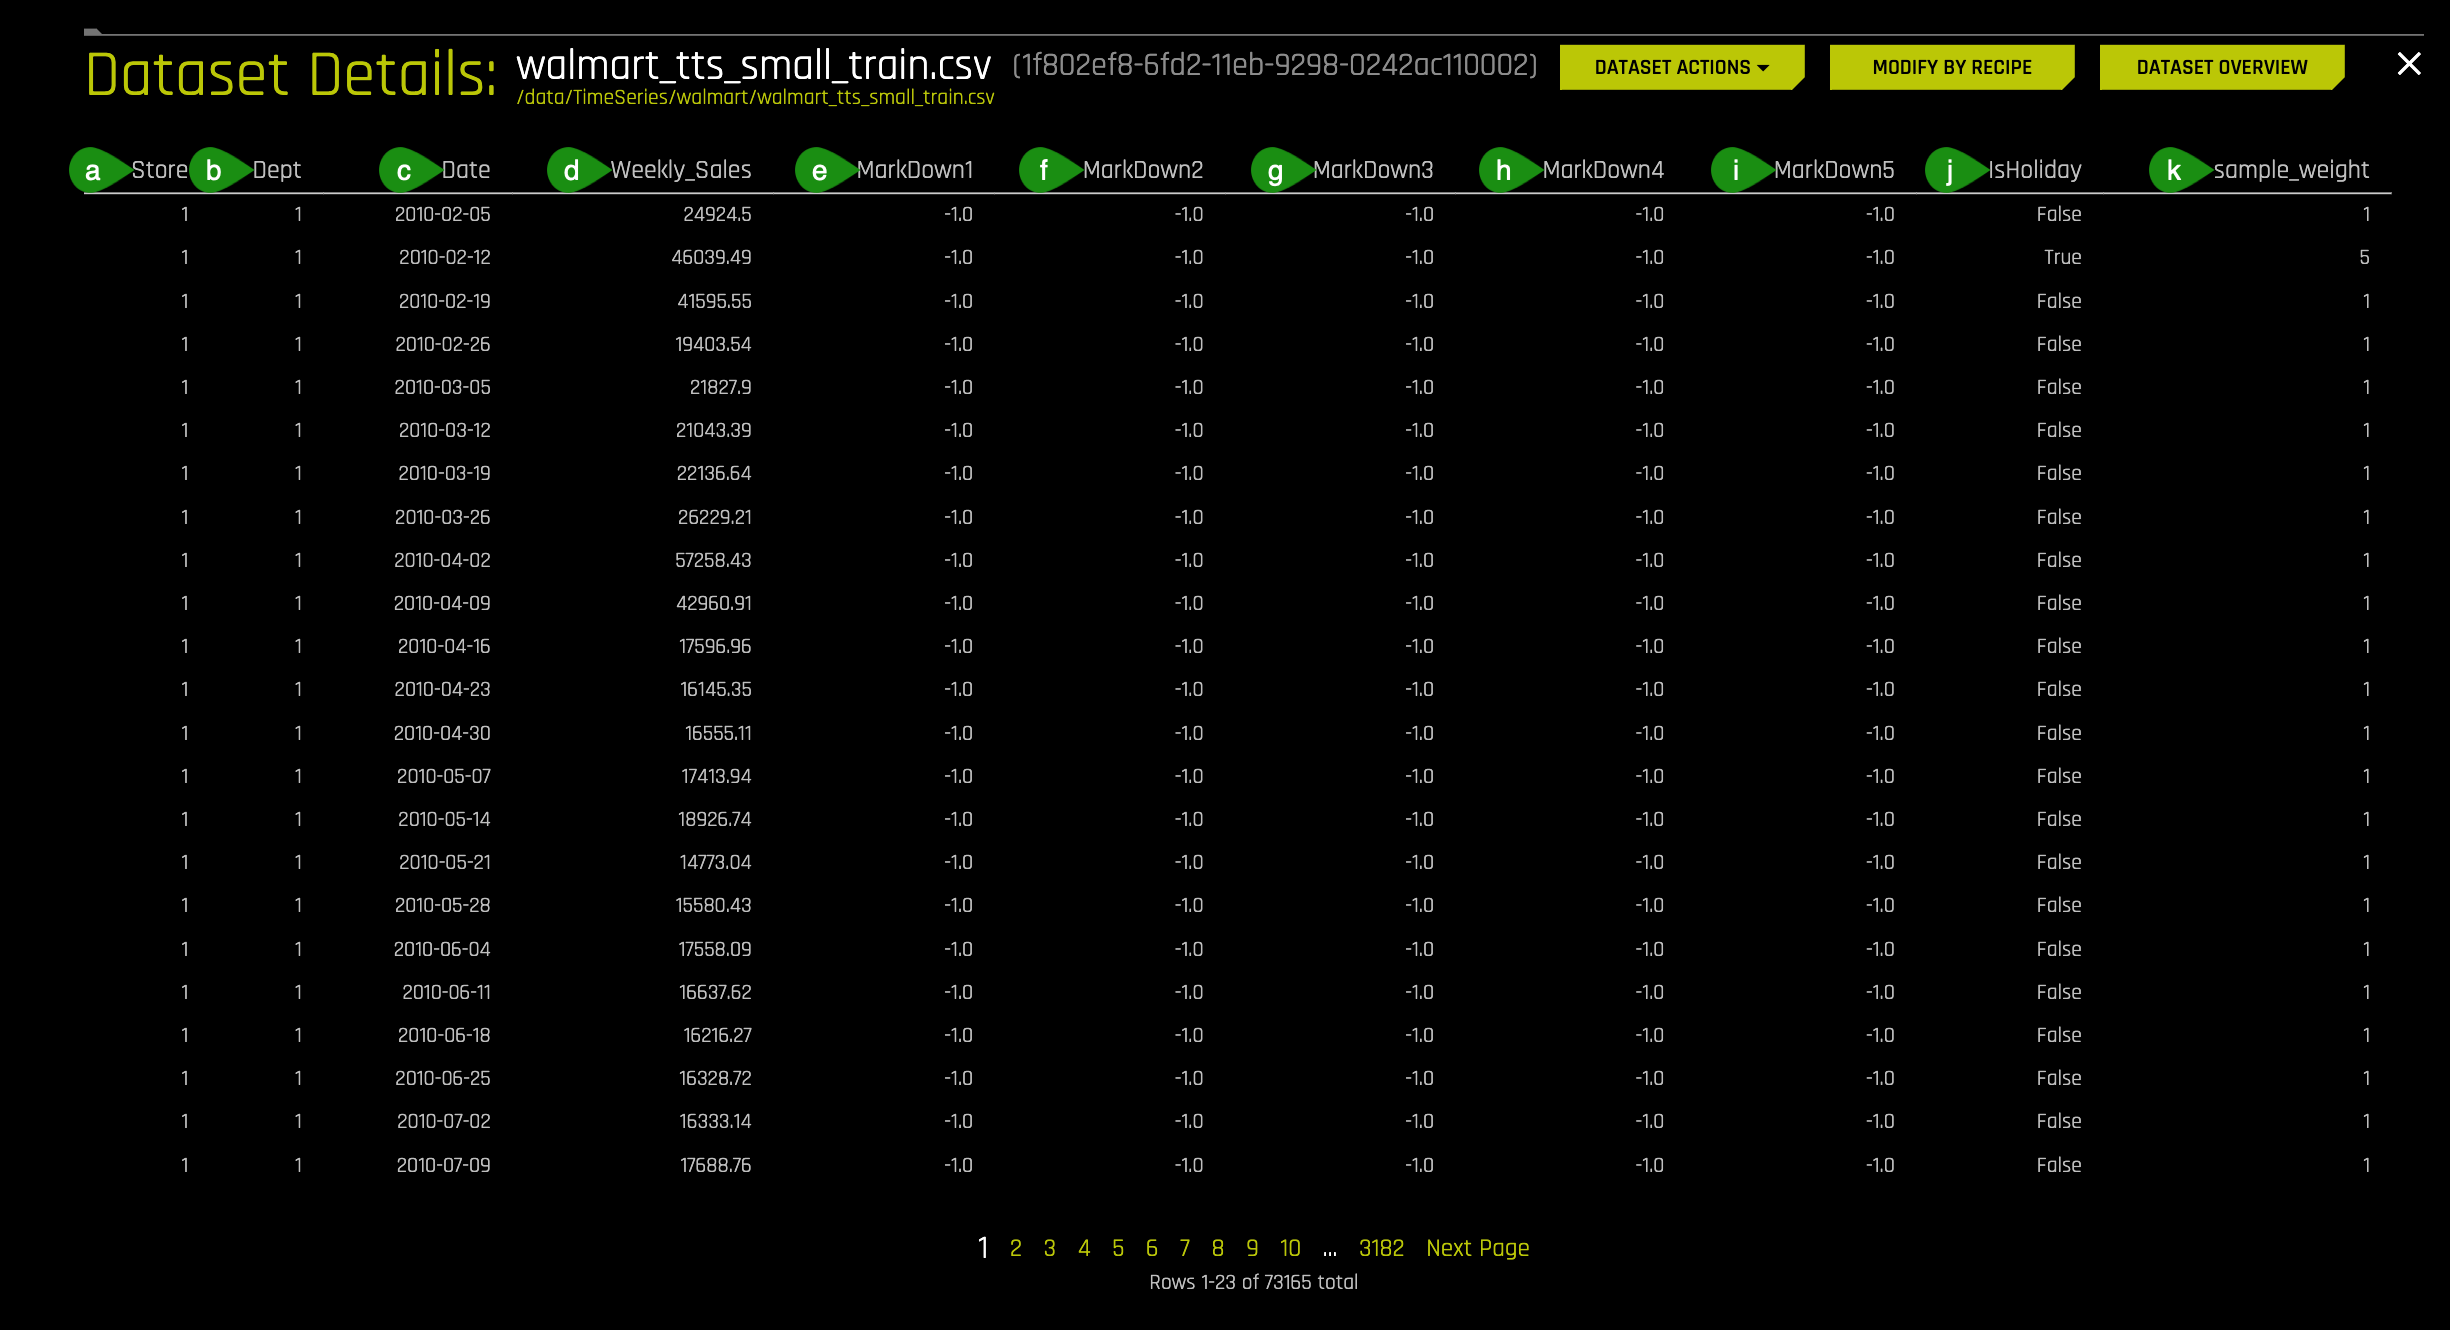 Dataset Details: walmart_tts_small_train.csv (1f802ef8-6fd2-11eb-9298-0242ac110002) DATASET ACTIONS MODIFY BY RECIPE DATASET OVERVIEW
/data/TimeSeries/walmart/walmart_tts_small_train.csv
a Store b Dept c Date d Weekly_Sales e MarkDown1 f MarkDown2 g MarkDown3 h MarkDown4 i MarkDown5 j IsHoliday k sample_weight
1 1 2010-02-05 24924.5 -1.0 -1.0 -1.0 -1.0 -1.0 False 1
1 1 2010-02-12 46039.49 -1.0 -1.0 -1.0 -1.0 -1.0 True 5
1 1 2010-02-19 41595.55 -1.0 -1.0 -1.0 -1.0 -1.0 False 1
1 1 2010-02-26 19403.54 -1.0 -1.0 -1.0 -1.0 -1.0 False 1
1 1 2010-03-05 21827.9 -1.0 -1.0 -1.0 -1.0 -1.0 False 1
1 1 2010-03-12 21043.39 -1.0 -1.0 -1.0 -1.0 -1.0 False 1
1 1 2010-03-19 22136.64 -1.0 -1.0 -1.0 -1.0 -1.0 False 1
1 1 2010-03-26 26229.21 -1.0 -1.0 -1.0 -1.0 -1.0 False 1
1 1 2010-04-02 57258.43 -1.0 -1.0 -1.0 -1.0 -1.0 False 1
1 1 2010-04-09 42960.91 -1.0 -1.0 -1.0 -1.0 -1.0 False 1
1 1 2010-04-16 17596.96 -1.0 -1.0 -1.0 -1.0 -1.0 False 1
1 1 2010-04-23 16145.35 -1.0 -1.0 -1.0 -1.0 -1.0 False 1
1 1 2010-04-30 16555.11 -1.0 -1.0 -1.0 -1.0 -1.0 False 1
1 1 2010-05-07 17413.94 -1.0 -1.0 -1.0 -1.0 -1.0 False 1
1 1 2010-05-14 18926.74 -1.0 -1.0 -1.0 -1.0 -1.0 False 1
1 1 2010-05-21 14773.04 -1.0 -1.0 -1.0 -1.0 -1.0 False 1
1 1 2010-05-28 15580.43 -1.0 -1.0 -1.0 -1.0 -1.0 False 1
1 1 2010-06-04 17558.09 -1.0 -1.0 -1.0 -1.0 -1.0 False 1
1 1 2010-06-11 16637.62 -1.0 -1.0 -1.0 -1.0 -1.0 False 1
1 1 2010-06-18 16216.27 -1.0 -1.0 -1.0 -1.0 -1.0 False 1
1 1 2010-06-25 16328.72 -1.0 -1.0 -1.0 -1.0 -1.0 False 1
1 1 2010-07-02 16333.14 -1.0 -1.0 -1.0 -1.0 -1.0 False 1
1 1 2010-07-09 17688.76 -1.0 -1.0 -1.0 -1.0 -1.0 False 1
1 2 3 4 5 6 7 8 9 10 ... 3182 Next Page
Rows 1-23 of 73165 total